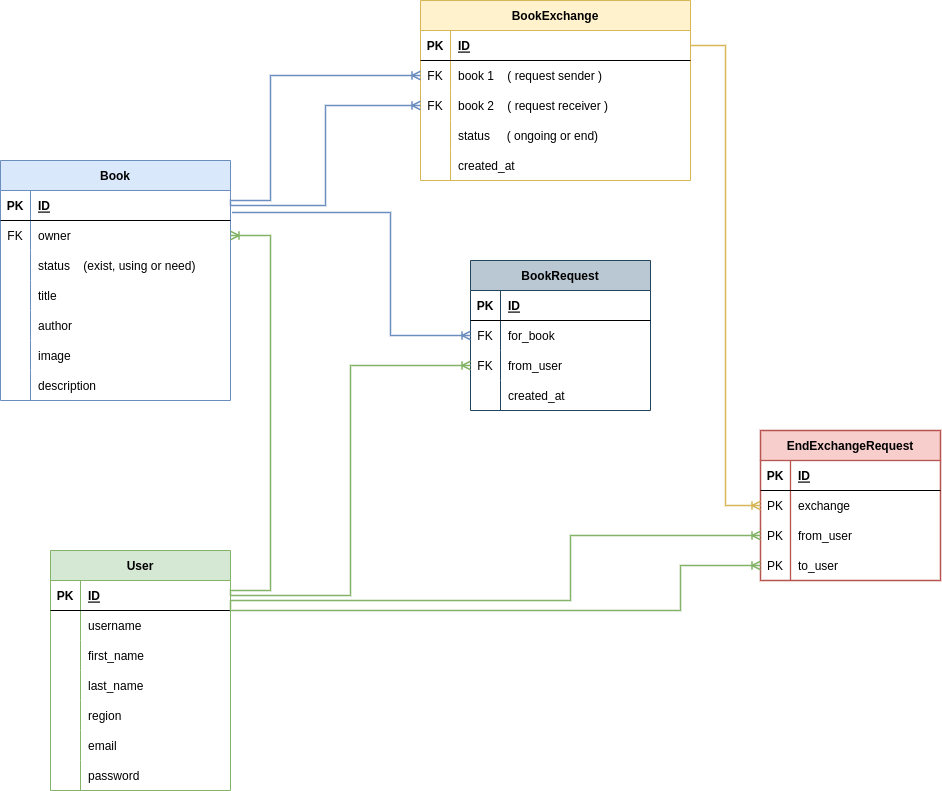 BookExchange
PK ID
FK book 1 ( request sender )
FK book 2 ( request receiver )
status ( ongoing or end)
created_at
Book
PK ID
FK owner
status (exist, using or need)
title
author
image
description
BookRequest
PK ID
FK for_book
FK from_user
created_at
EndExchangeRequest
PK ID
PK exchange
PK from_user
PK to_user
User
PK ID
username
first_name
last_name
region
email
password